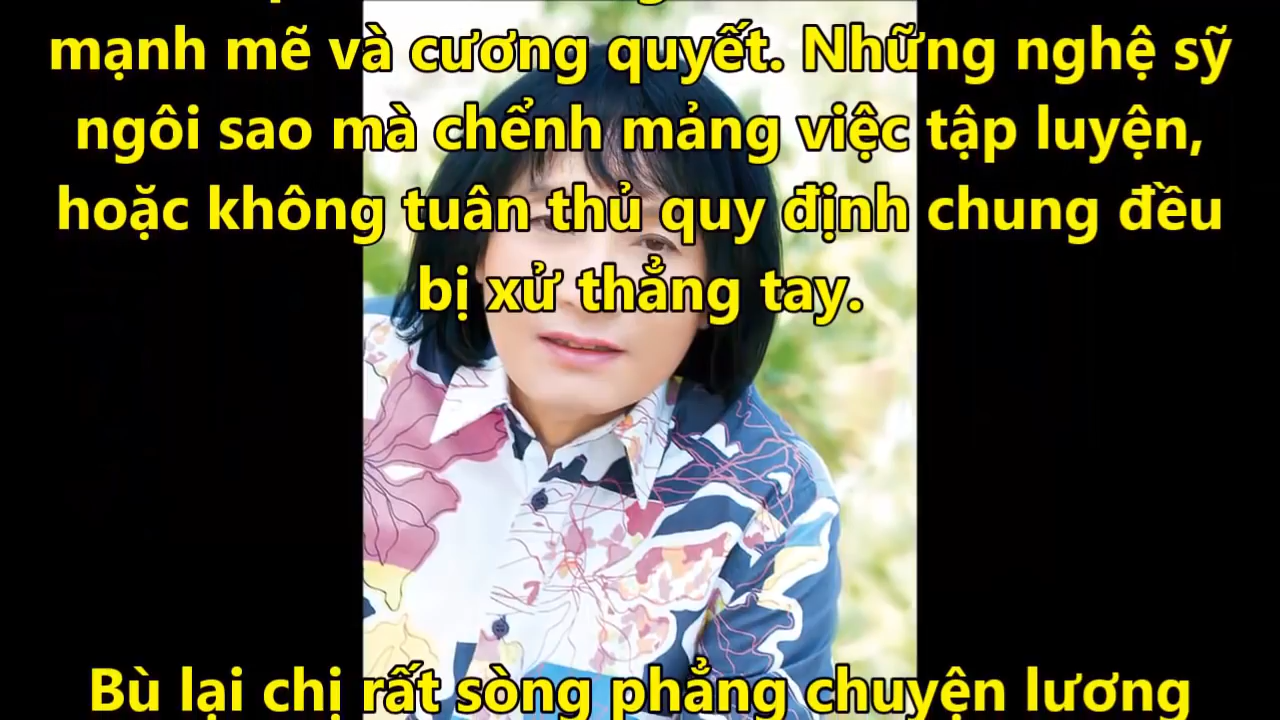 mạnh mẽ và cương quyết. Những nghệ sỹ
ngôi sao mà chểnh mảng việc tập luyện,
hoặc không tuân thủ quy định chung đều
bị xử thẳng tay.
Bù lại chị rất sòng phẳng chuyện lương